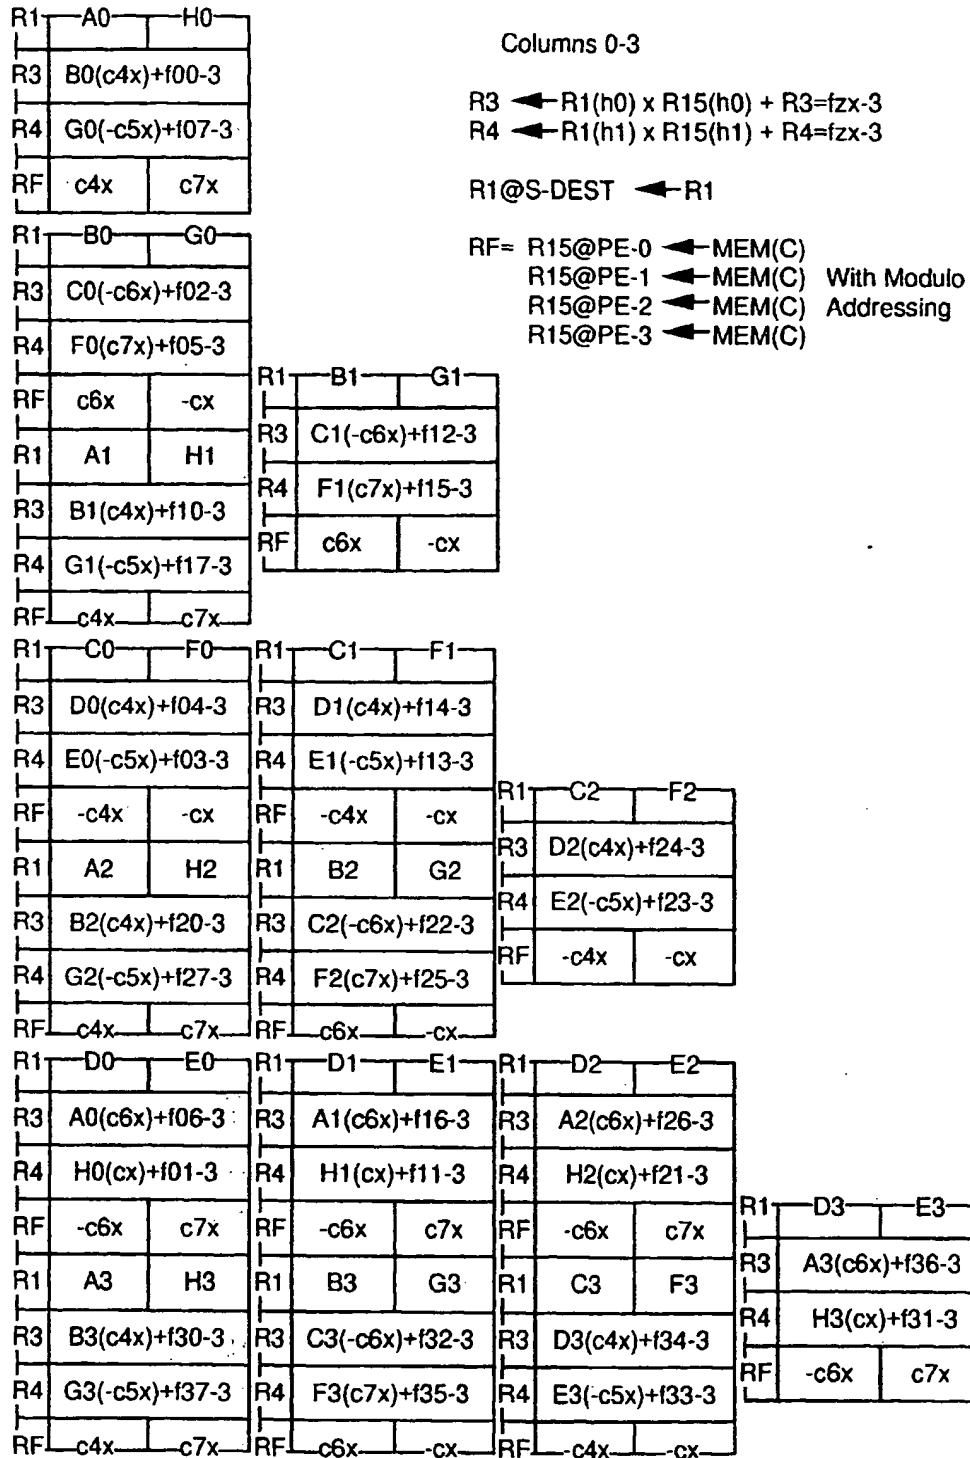 R1 A0 H0
R3 B0(c4x)+f00-3
R4 G0(-c5x)+f07-3
RF c4x c7x
Columns 0-3
R3 ◄ R1(h0) x R15(h0) + R3=fzx-3
R4 ◄ R1(h1) x R15(h1) + R4=fzx-3
R1@S-DEST ◄ R1
RF= R15@PE-0 ◄ MEM(C)
R15@PE-1 ◄ MEM(C) With Modulo
R15@PE-2 ◄ MEM(C) Addressing
R15@PE-3 ◄ MEM(C)
R1 B0 G0
R3 C0(-c6x)+f02-3
R4 F0(c7x)+f05-3
RF c6x -cx
R1 A1 H1
R3 B1(c4x)+f10-3
R4 G1(-c5x)+f17-3
RF c4x c7x
R1 B1 G1
R3 C1(-c6x)+f12-3
R4 F1(c7x)+f15-3
RF c6x -cx
R1 C0 F0
R3 D0(c4x)+f04-3
R4 E0(-c5x)+f03-3
RF -c4x -cx
R1 A2 H2
R3 B2(c4x)+f20-3
R4 G2(-c5x)+f27-3
RF c4x c7x
R1 C1 F1
R3 D1(c4x)+f14-3
R4 E1(-c5x)+f13-3
RF -c4x -cx
R1 B2 G2
R3 C2(-c6x)+f22-3
R4 F2(c7x)+f25-3
RF c6x -cx
R1 C2 F2
R3 D2(c4x)+f24-3
R4 E2(-c5x)+f23-3
RF -c4x -cx
R1 D0 E0
R3 A0(c6x)+f06-3
R4 H0(cx)+f01-3
RF -c6x c7x
R1 A3 H3
R3 B3(c4x)+f30-3
R4 G3(-c5x)+f37-3
RF c4x c7x
R1 D1 E1
R3 A1(c6x)+f16-3
R4 H1(cx)+f11-3
RF -c6x c7x
R1 B3 G3
R3 C3(-c6x)+f32-3
R4 F3(c7x)+f35-3
RF c6x -cx
R1 D2 E2
R3 A2(c6x)+f26-3
R4 H2(cx)+f21-3
RF -c6x c7x
R1 C3 F3
R3 D3(c4x)+f34-3
R4 E3(-c5x)+f33-3
RF -c4x -cx
R1 D3 E3
R3 A3(c6x)+f36-3
R4 H3(cx)+f31-3
RF -c6x c7x